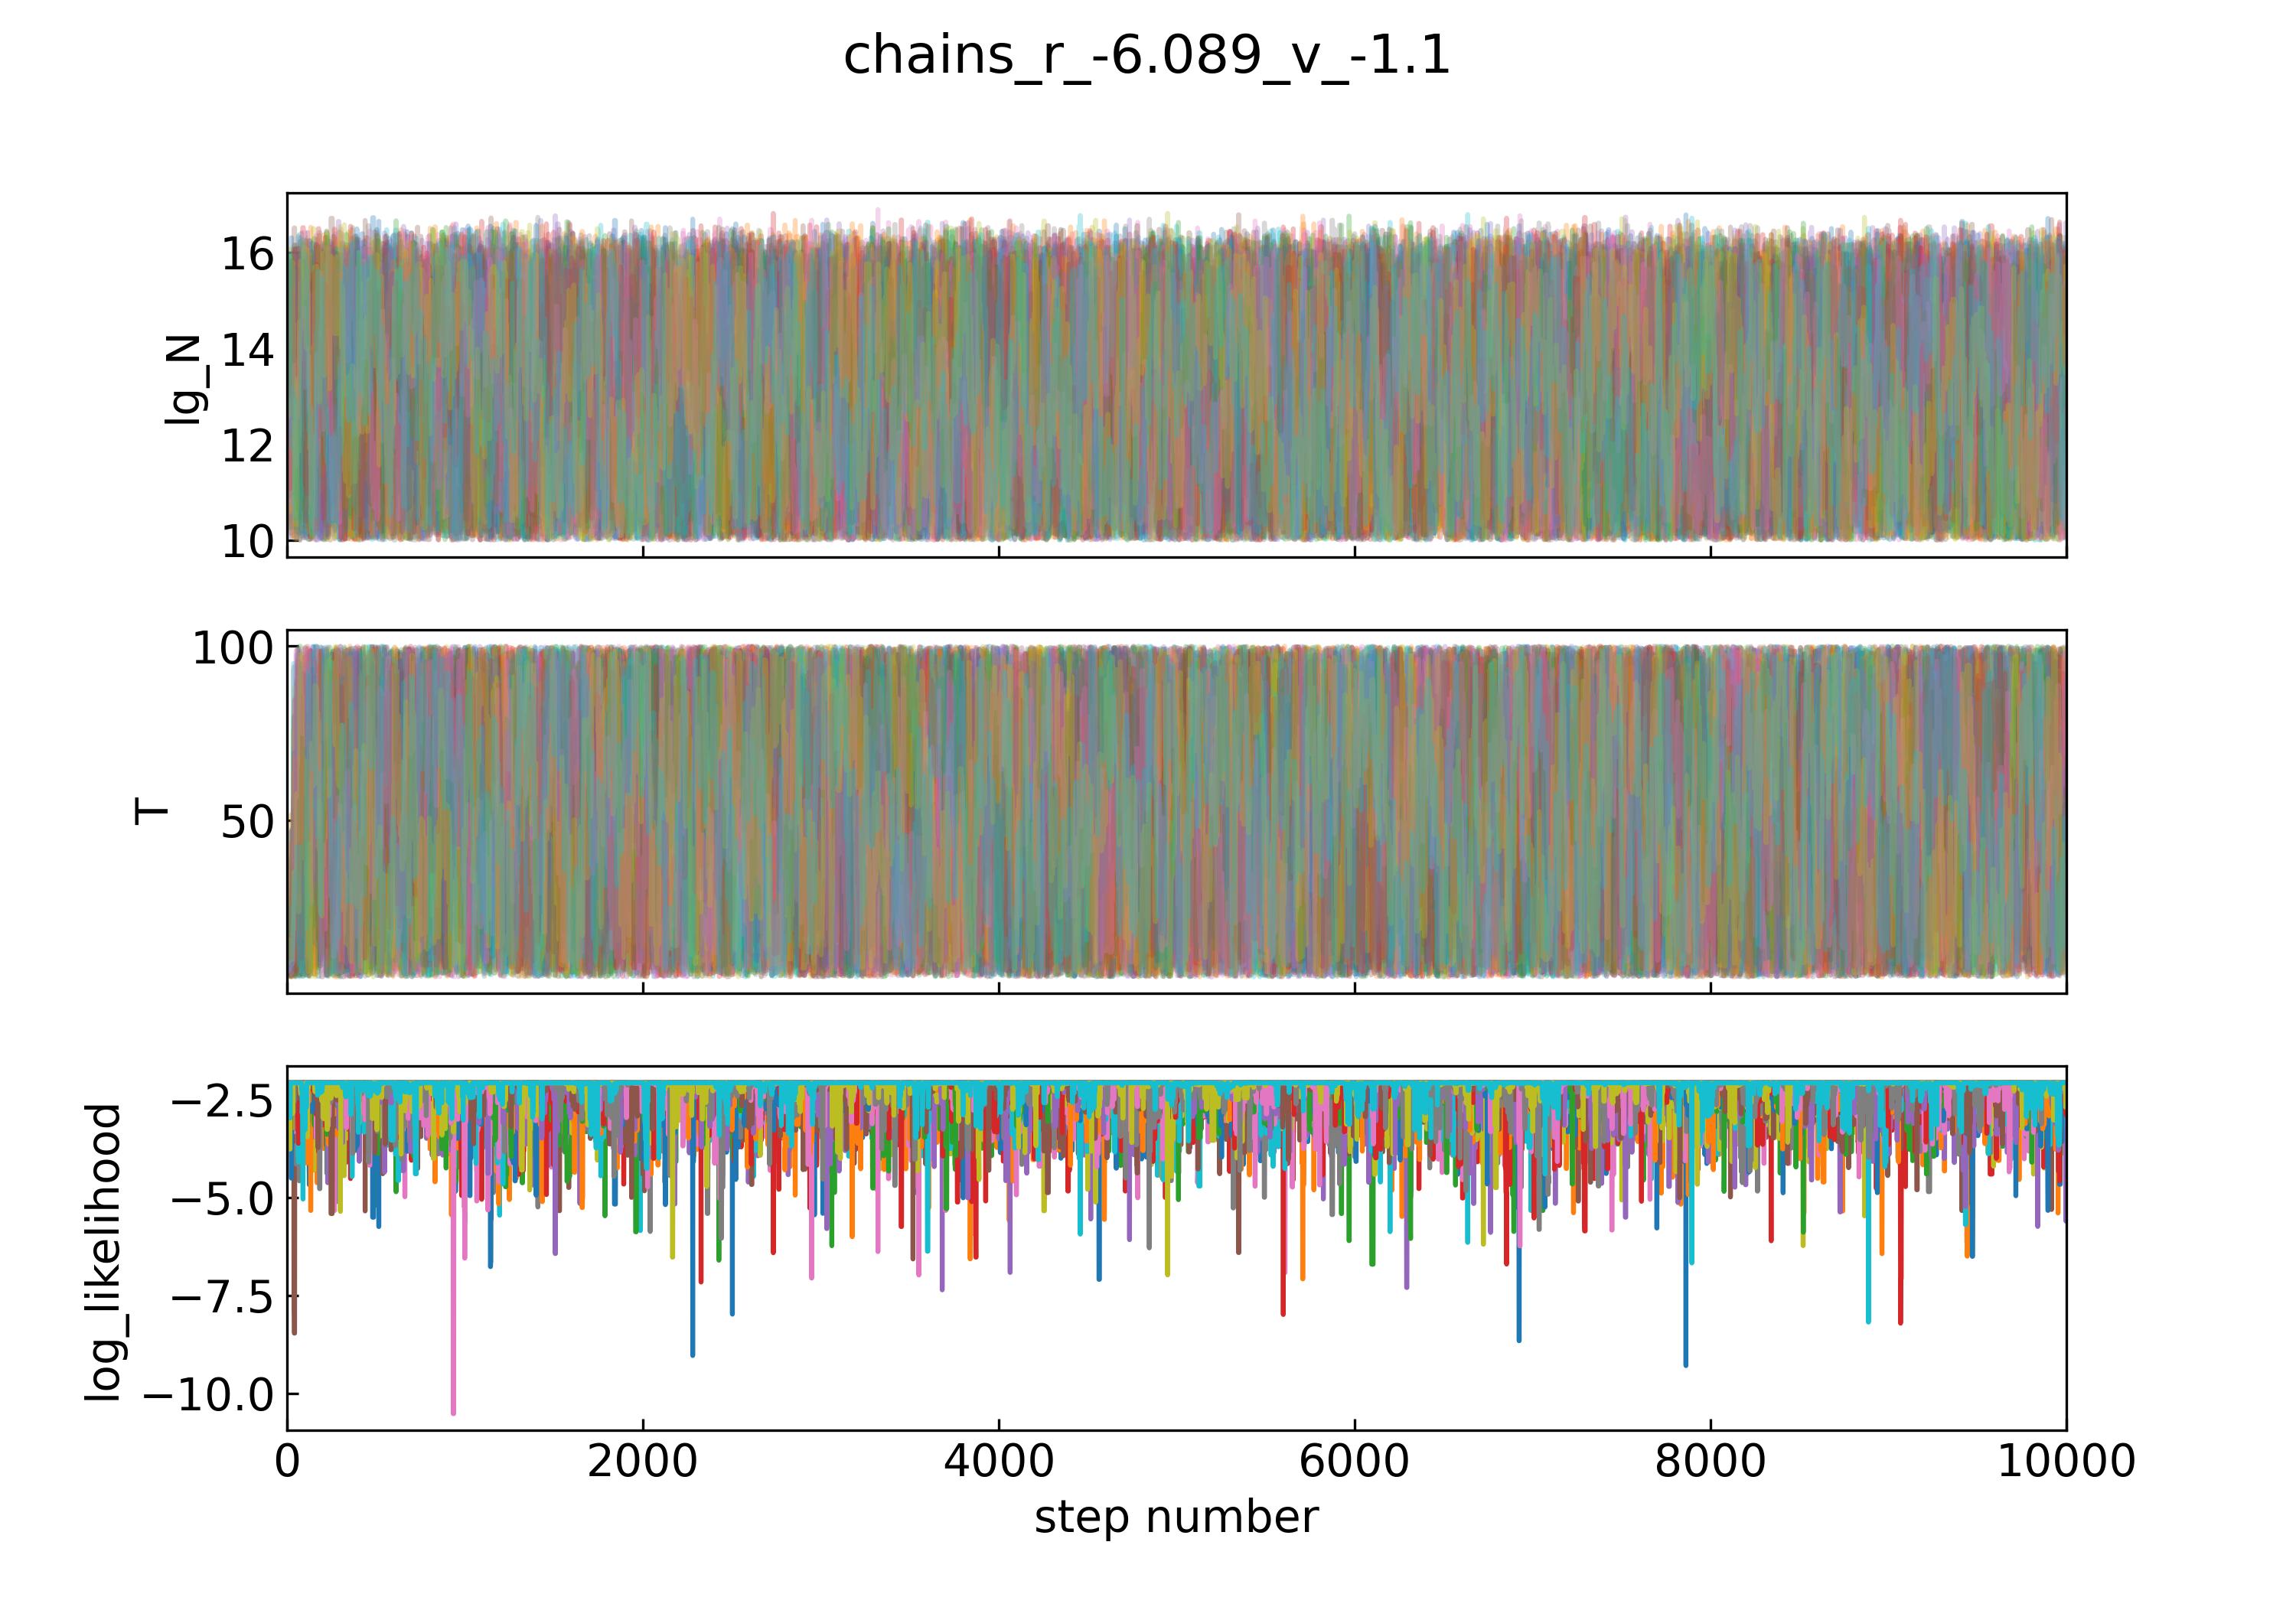 chains_r_-6.089_v_-1.1
lg_N
16
14
12
10
T
100
50
log_likelihood
−2.5
−5.0
−7.5
−10.0
0 2000 4000 6000 8000 10000
step number